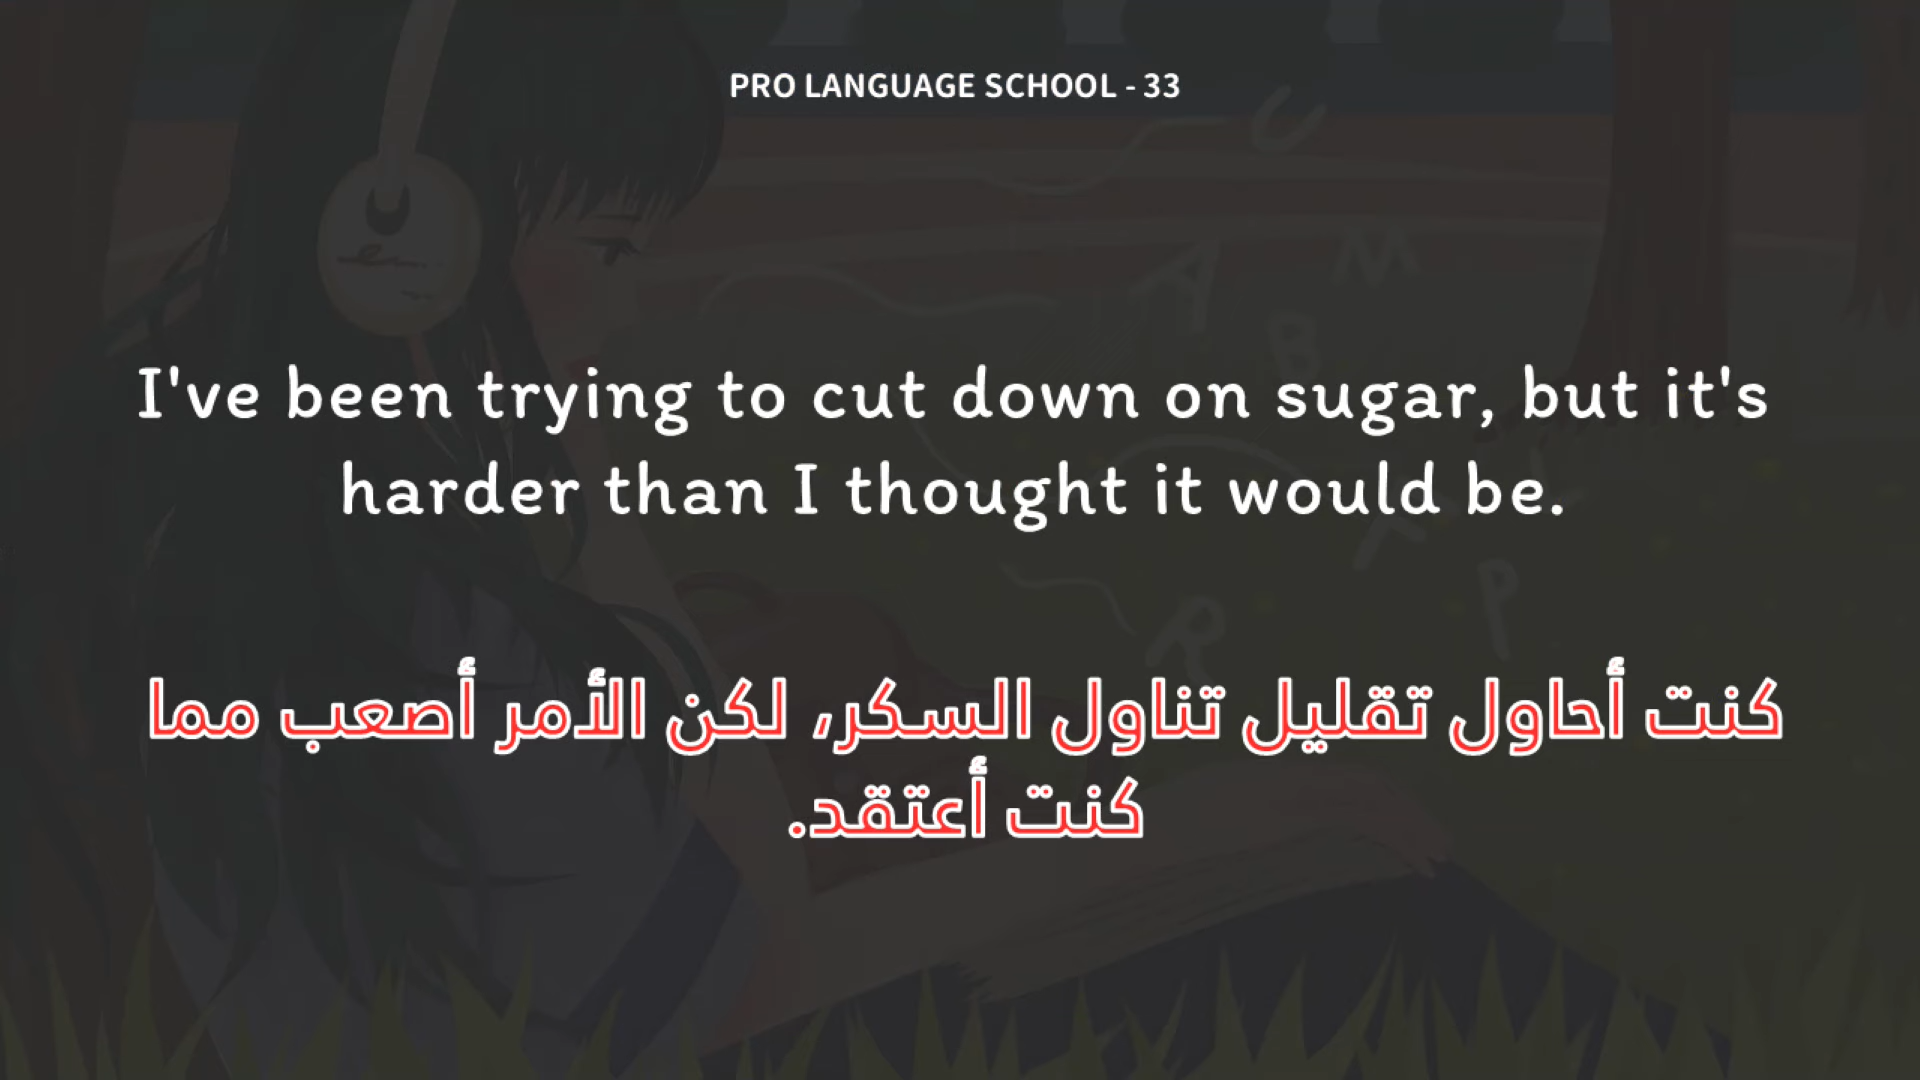 PRO LANGUAGE SCHOOL - 33
I've been trying to cut down on sugar, but it's
harder than I thought it would be.
كنت أحاول تقليل تناول السكر، لكن الأمر أصعب مما
كنت أعتقد.
U
A M
B
T
R P